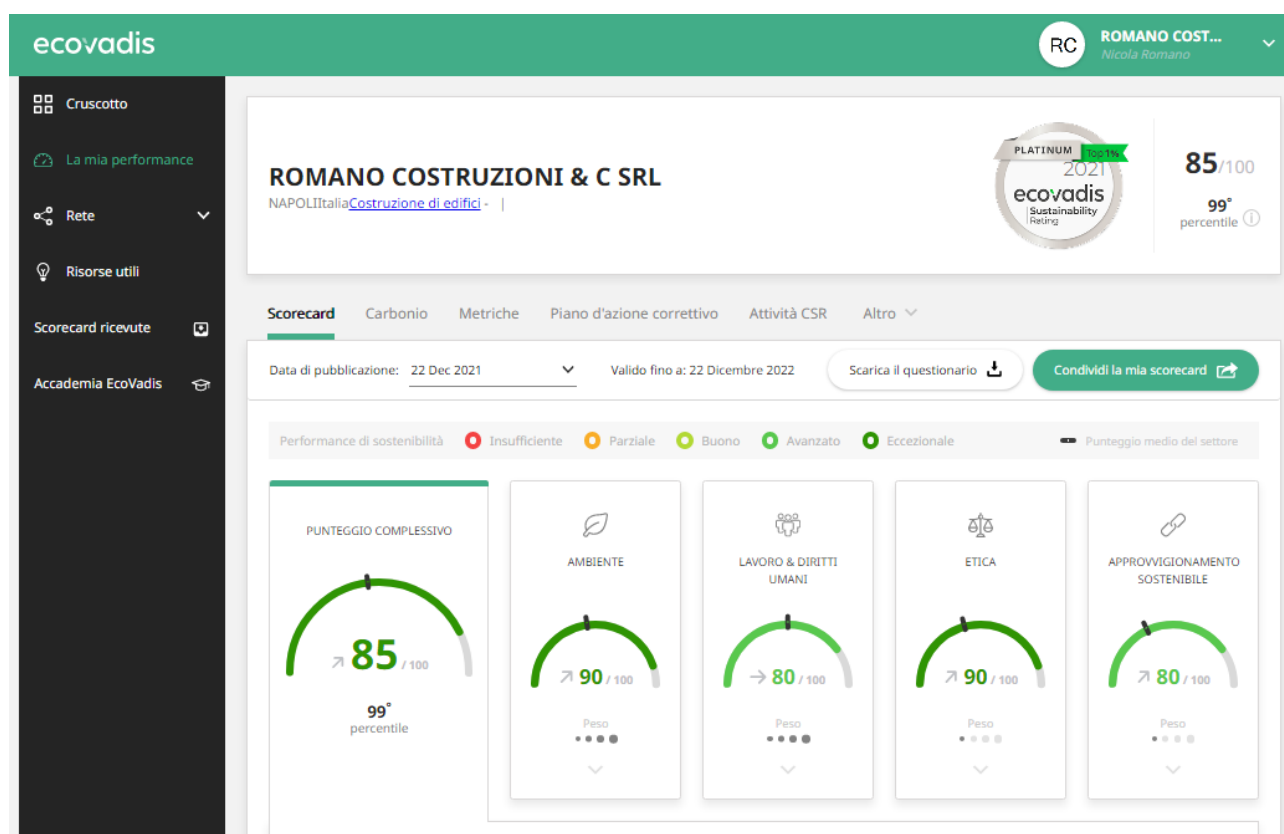 ecovadis
RC
ROMANO COST...
Nicola Romano
Cruscotto
La mia performance
Rete
Risorse utili
Scorecard ricevute
Accademia EcoVadis
ROMANO COSTRUZIONI & C SRL
NAPOLIItaliaCostruzione di edifici - |
PLATINUM Top 1%
2021
ecovadis
Sustainability
Rating
85/100
99°
percentile
Scorecard Carbonio Metriche Piano d'azione correttivo Attività CSR Altro
Data di pubblicazione: 22 Dec 2021 Valido fino a: 22 Dicembre 2022 Scarica il questionario Condividi la mia scorecard
Performance di sostenibilità Insufficiente Parziale Buono Avanzato Eccezionale Punteggio medio del settore
PUNTEGGIO COMPLESSIVO
85 / 100
99°
percentile
AMBIENTE
90 / 100
Peso
LAVORO & DIRITTI
UMANI
80 / 100
Peso
ETICA
90 / 100
Peso
APPROVVIGIONAMENTO
SOSTENIBILE
80 / 100
Peso